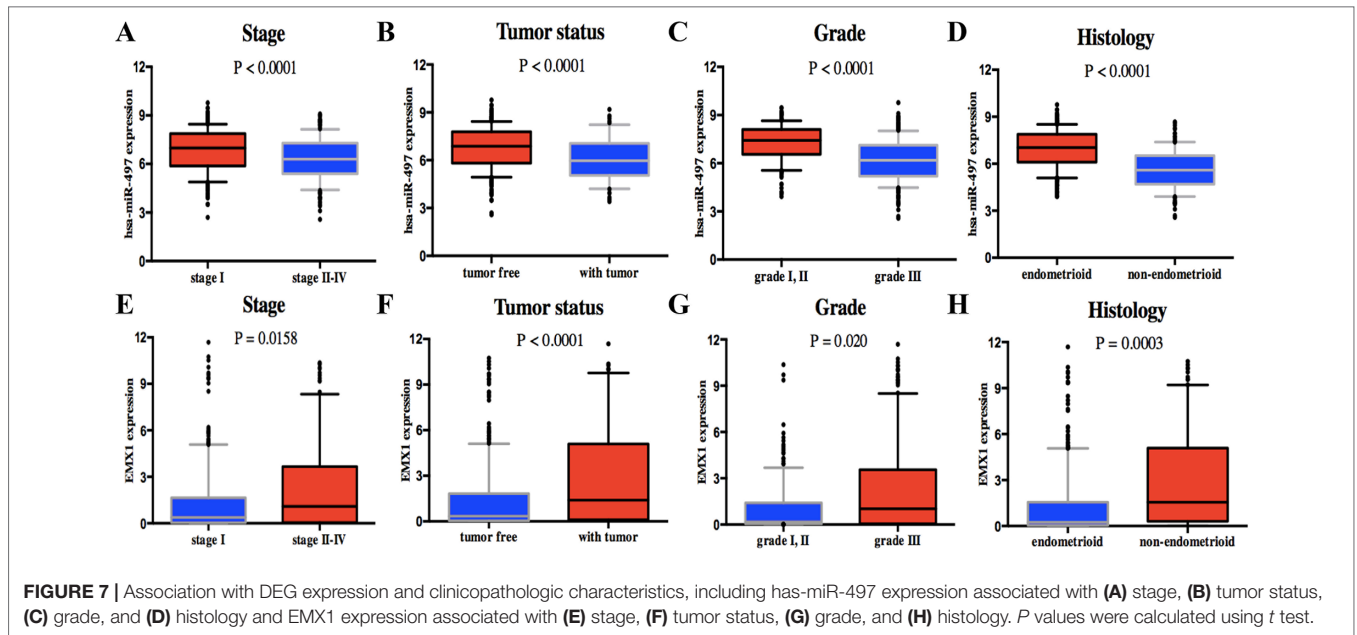 A Stage
P < 0.0001
hsa-miR-497 expression
12
9
6
3
0
stage I stage II-IV
B Tumor status
P < 0.0001
hsa-miR-497 expression
12
9
6
3
0
tumor free with tumor
C Grade
P < 0.0001
hsa-miR-497 expression
12
9
6
3
0
grade I, II grade III
D Histology
P < 0.0001
hsa-miR-497 expression
12
9
6
3
0
endometrioid non-endometrioid
E Stage
P = 0.0158
EMX1 expression
12
9
6
3
0
stage I stage II-IV
F Tumor status
P < 0.0001
EMX1 expression
12
9
6
3
0
tumor free with tumor
G Grade
P = 0.020
EMX1 expression
12
9
6
3
0
grade I, II grade III
H Histology
P = 0.0003
EMX1 expression
12
9
6
3
0
endometrioid non-endometrioid
FIGURE 7 | Association with DEG expression and clinicopathologic characteristics, including has-miR-497 expression associated with (A) stage, (B) tumor status,
(C) grade, and (D) histology and EMX1 expression associated with (E) stage, (F) tumor status, (G) grade, and (H) histology. P values were calculated using t test.